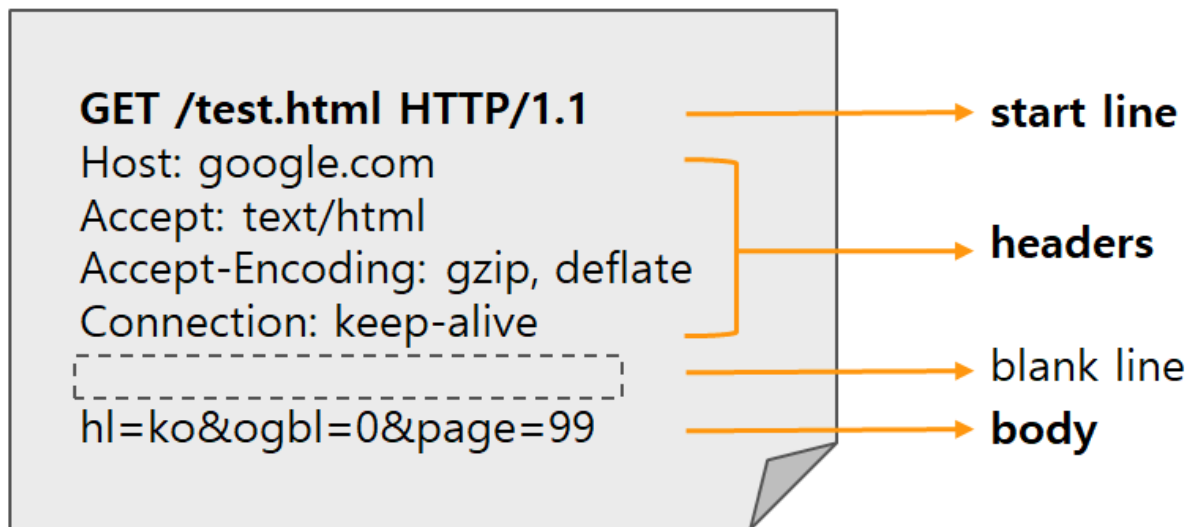 GET /test.html HTTP/1.1
start line
Host: google.com
Accept: text/html
Accept-Encoding: gzip, deflate
Connection: keep-alive
headers
blank line
hl=ko&ogbl=0&page=99
body